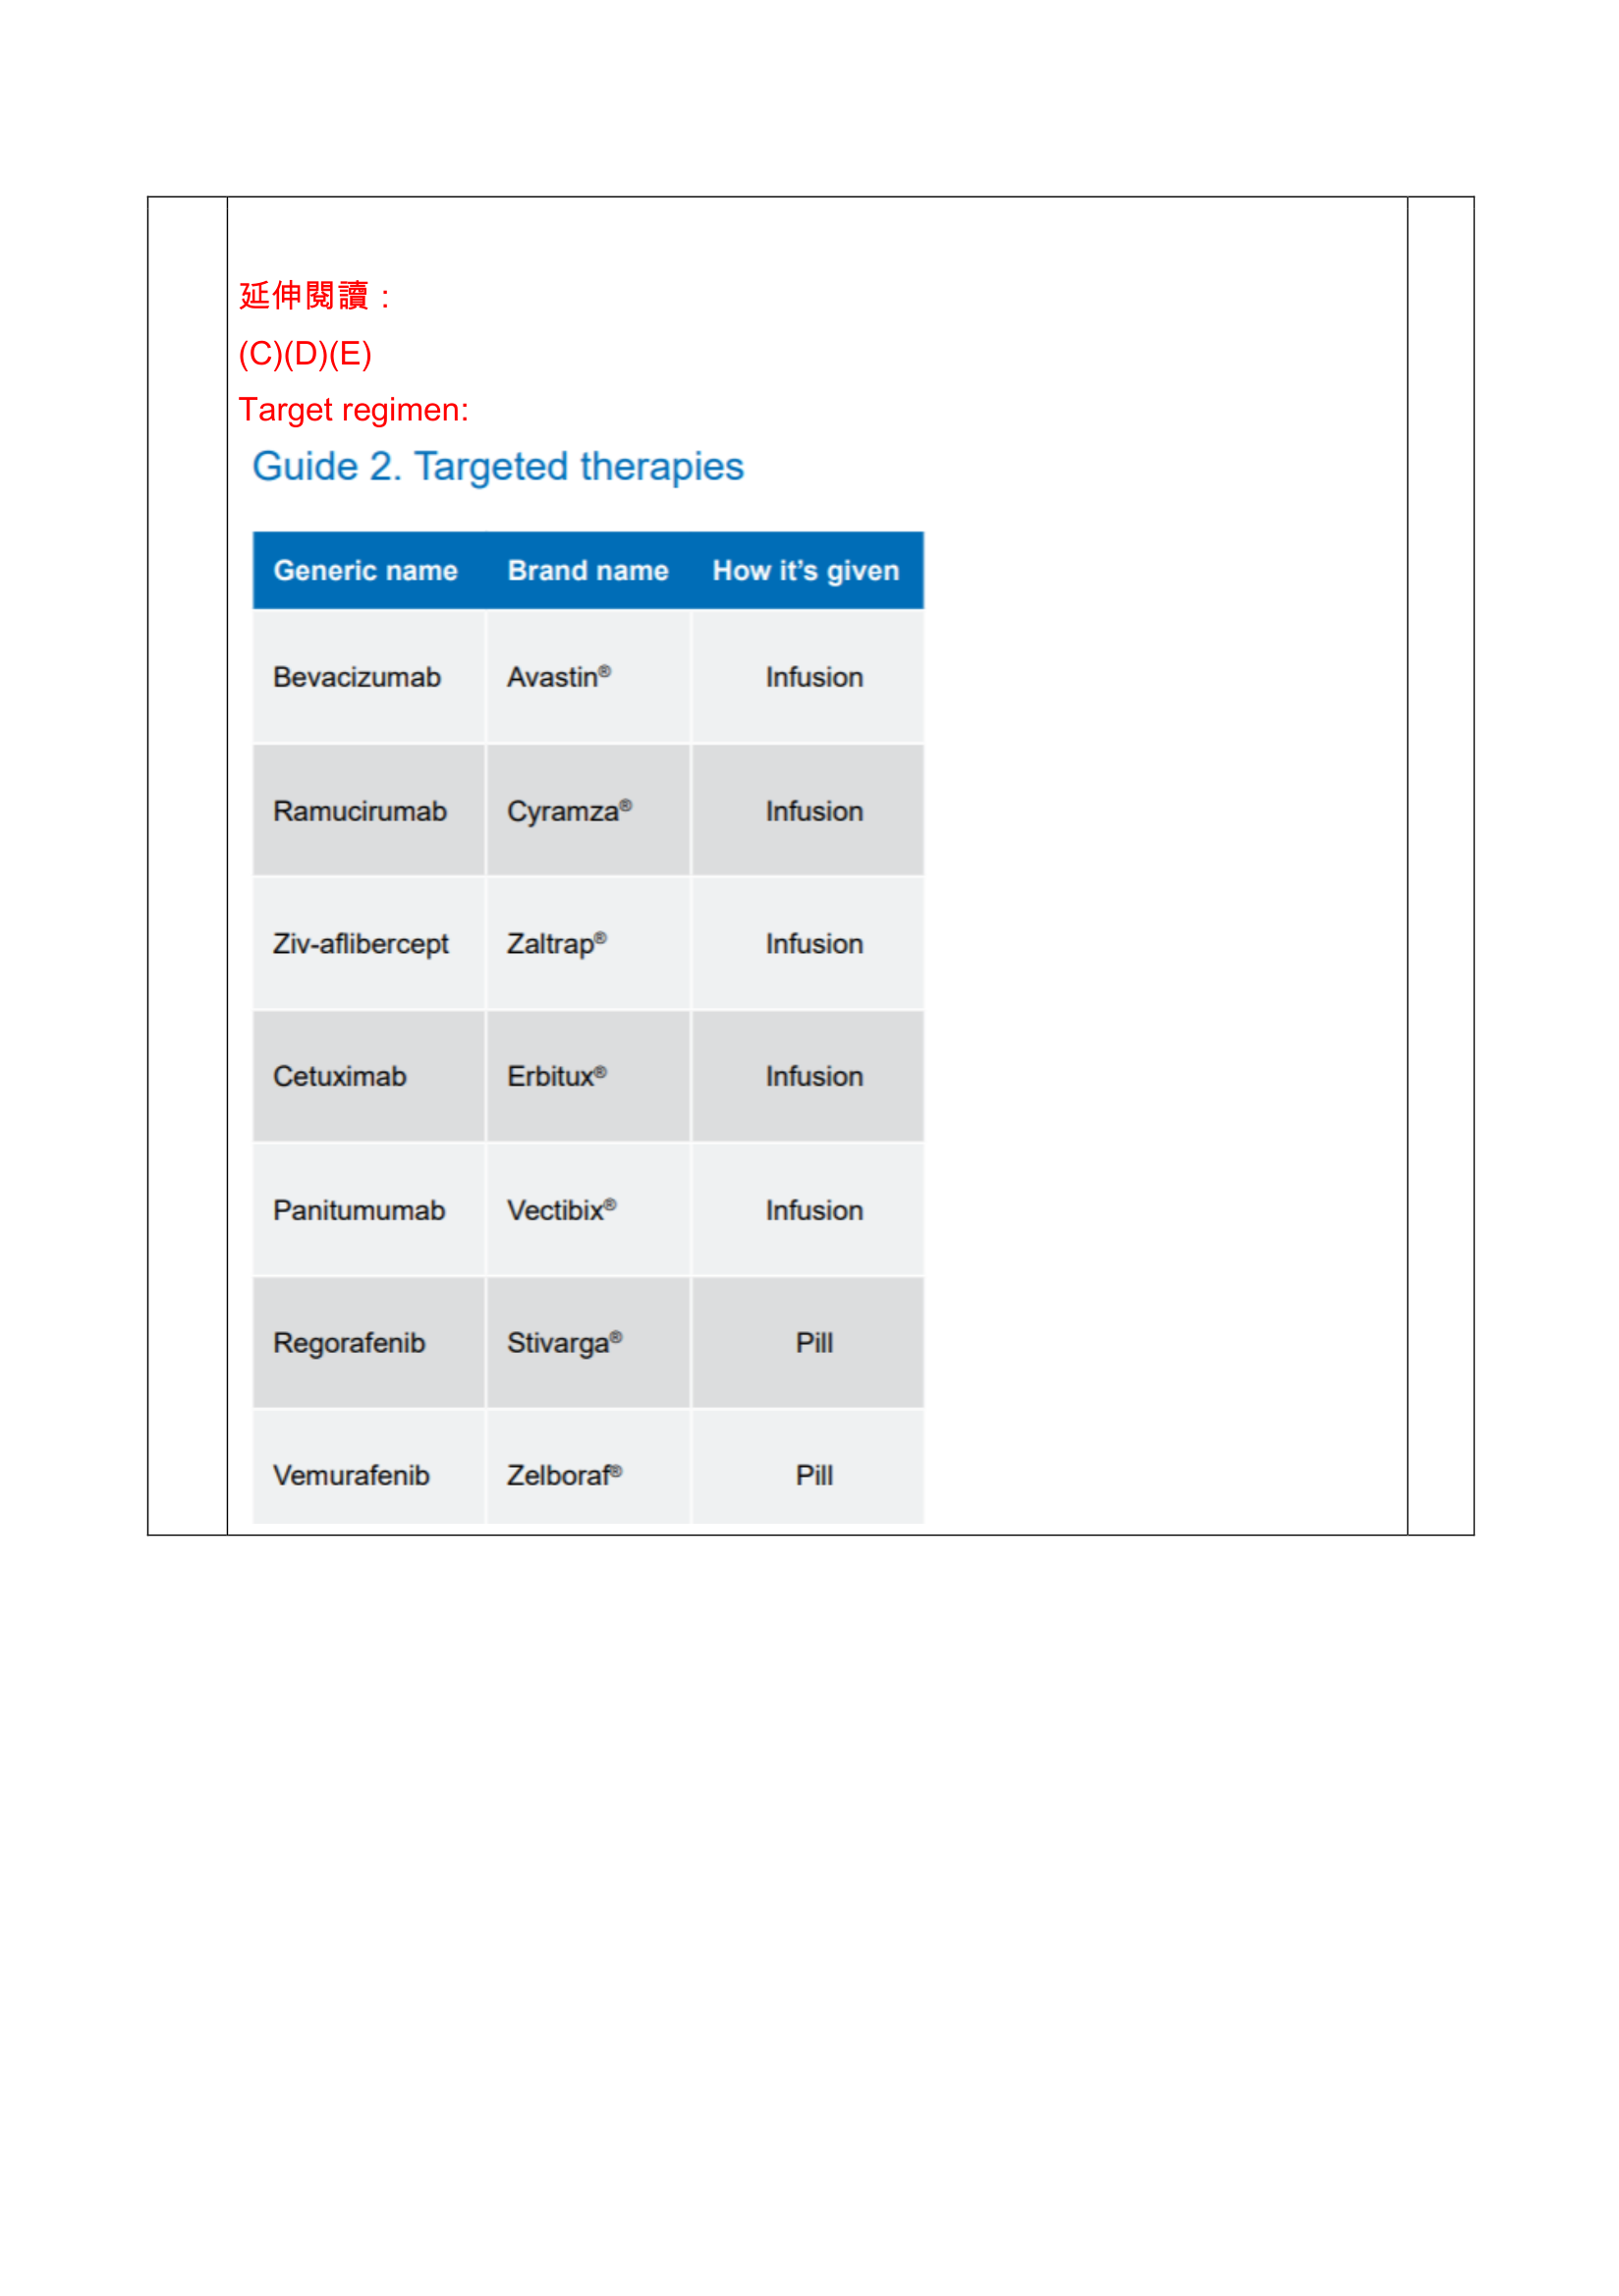 延伸閱讀：
(C)(D)(E)
Target regimen:
Guide 2. Targeted therapies
Generic name Brand name How it’s given
Bevacizumab Avastin® Infusion
Ramucirumab Cyramza® Infusion
Ziv-aflibercept Zaltrap® Infusion
Cetuximab Erbitux® Infusion
Panitumumab Vectibix® Infusion
Regorafenib Stivarga® Pill
Vemurafenib Zelboraf® Pill